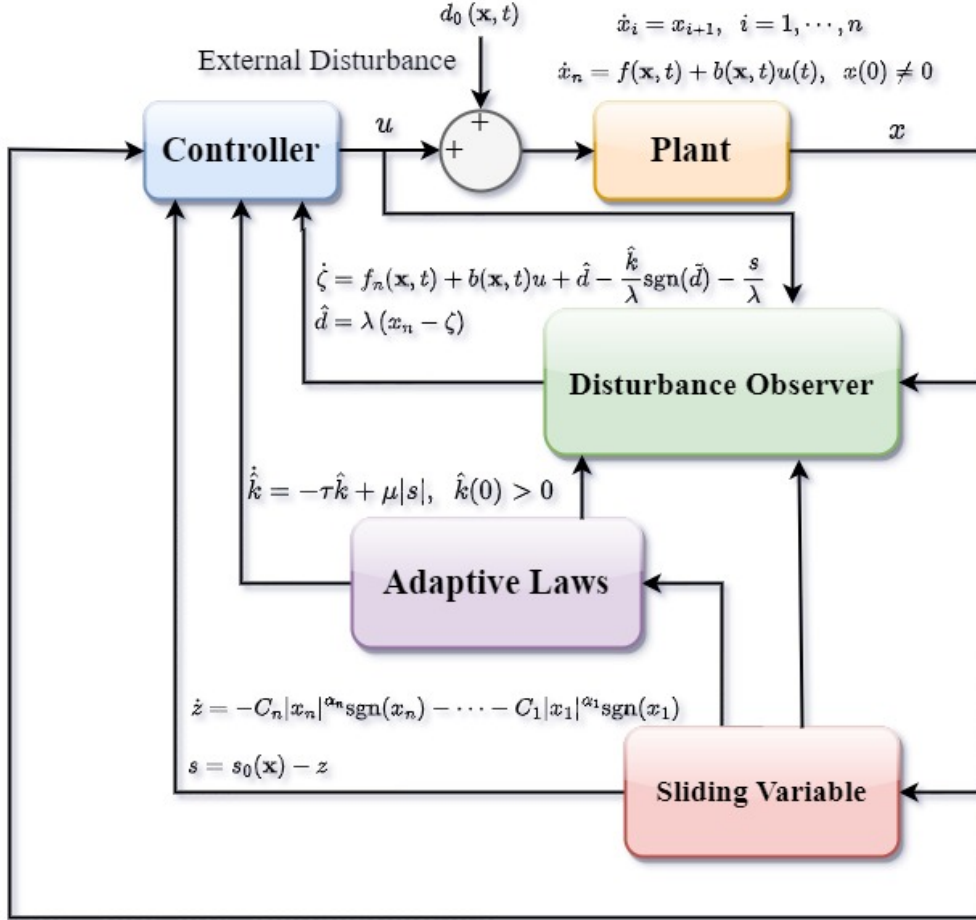 d₀ (x, t)
External Disturbance
ẋᵢ = xᵢ₊₁, i = 1, ⋯, n
ẋₙ = f(x, t) + b(x, t)u(t), x(0) ≠ 0
Controller
u
+
+
Plant
x
ζ̇ = fₙ(x, t) + b(x, t)u + d̂ − k̂/λ sgn(d̃) − s/λ
d̂ = λ (xₙ − ζ)
Disturbance Observer
k̂̇ = −τk̂ + μ|s|, k̂(0) > 0
Adaptive Laws
ż = −Cₙ|xₙ|^αₙ sgn(xₙ) − ⋯ − C₁|x₁|^α₁ sgn(x₁)
s = s₀(x) − z
Sliding Variable